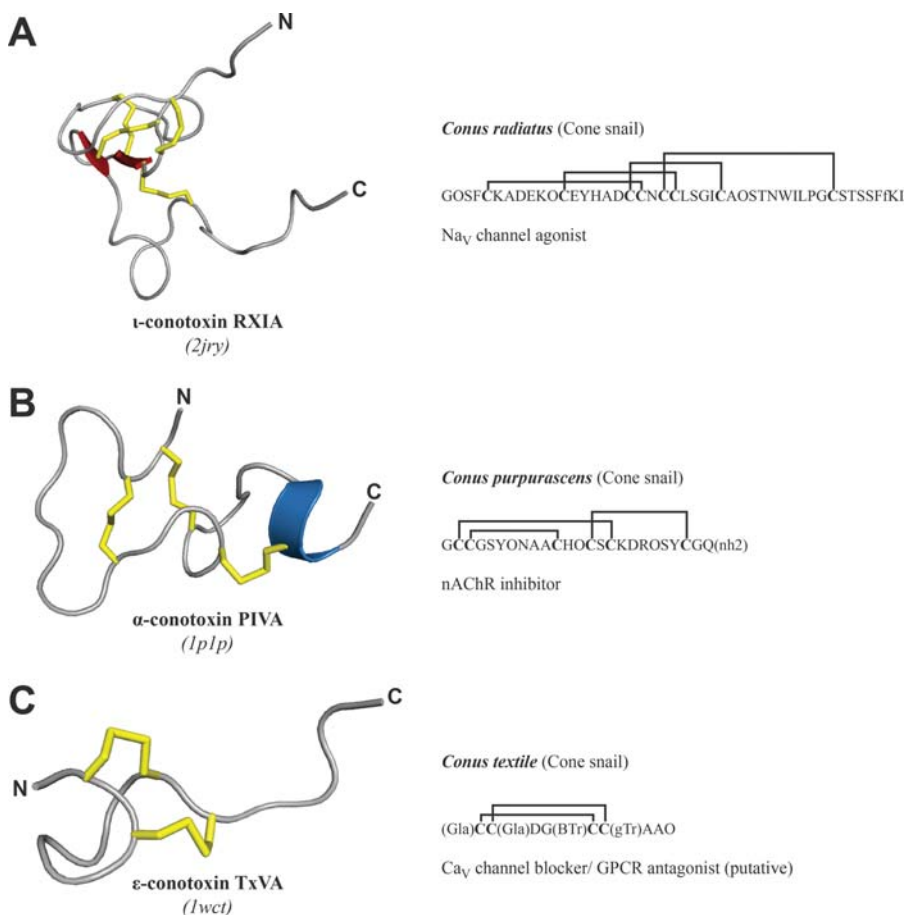 A
N
C
ι-conotoxin RXIA
(2jry)
Conus radiatus (Cone snail)
GOSFCKADEKOCEYHADCCNCCLSGICAOSTNWILPGCSTSSFfKI
NaV channel agonist
B
N
C
α-conotoxin PIVA
(1p1p)
Conus purpurascens (Cone snail)
GCCGSYONAACHOCSCKDROSYCGQ(nh2)
nAChR inhibitor
C
N
C
ε-conotoxin TxVA
(1wct)
Conus textile (Cone snail)
(Gla)CC(Gla)DG(BTr)CC(gTr)AAO
CaV channel blocker/ GPCR antagonist (putative)